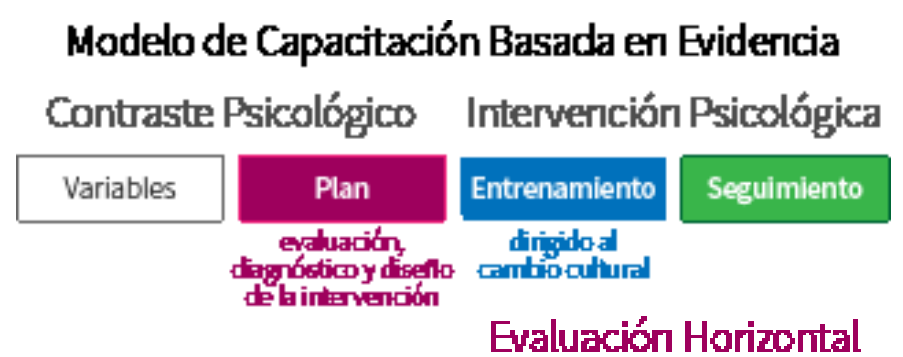 Modelo de Capacitación Basada en Evidencia
Contraste Psicológico
Intervención Psicológica
Variables
Plan
Entrenamiento
Seguimiento
evaluación,
diagnóstico y diseño
de la intervención
dirigido al
cambio cultural
Evaluación Horizontal